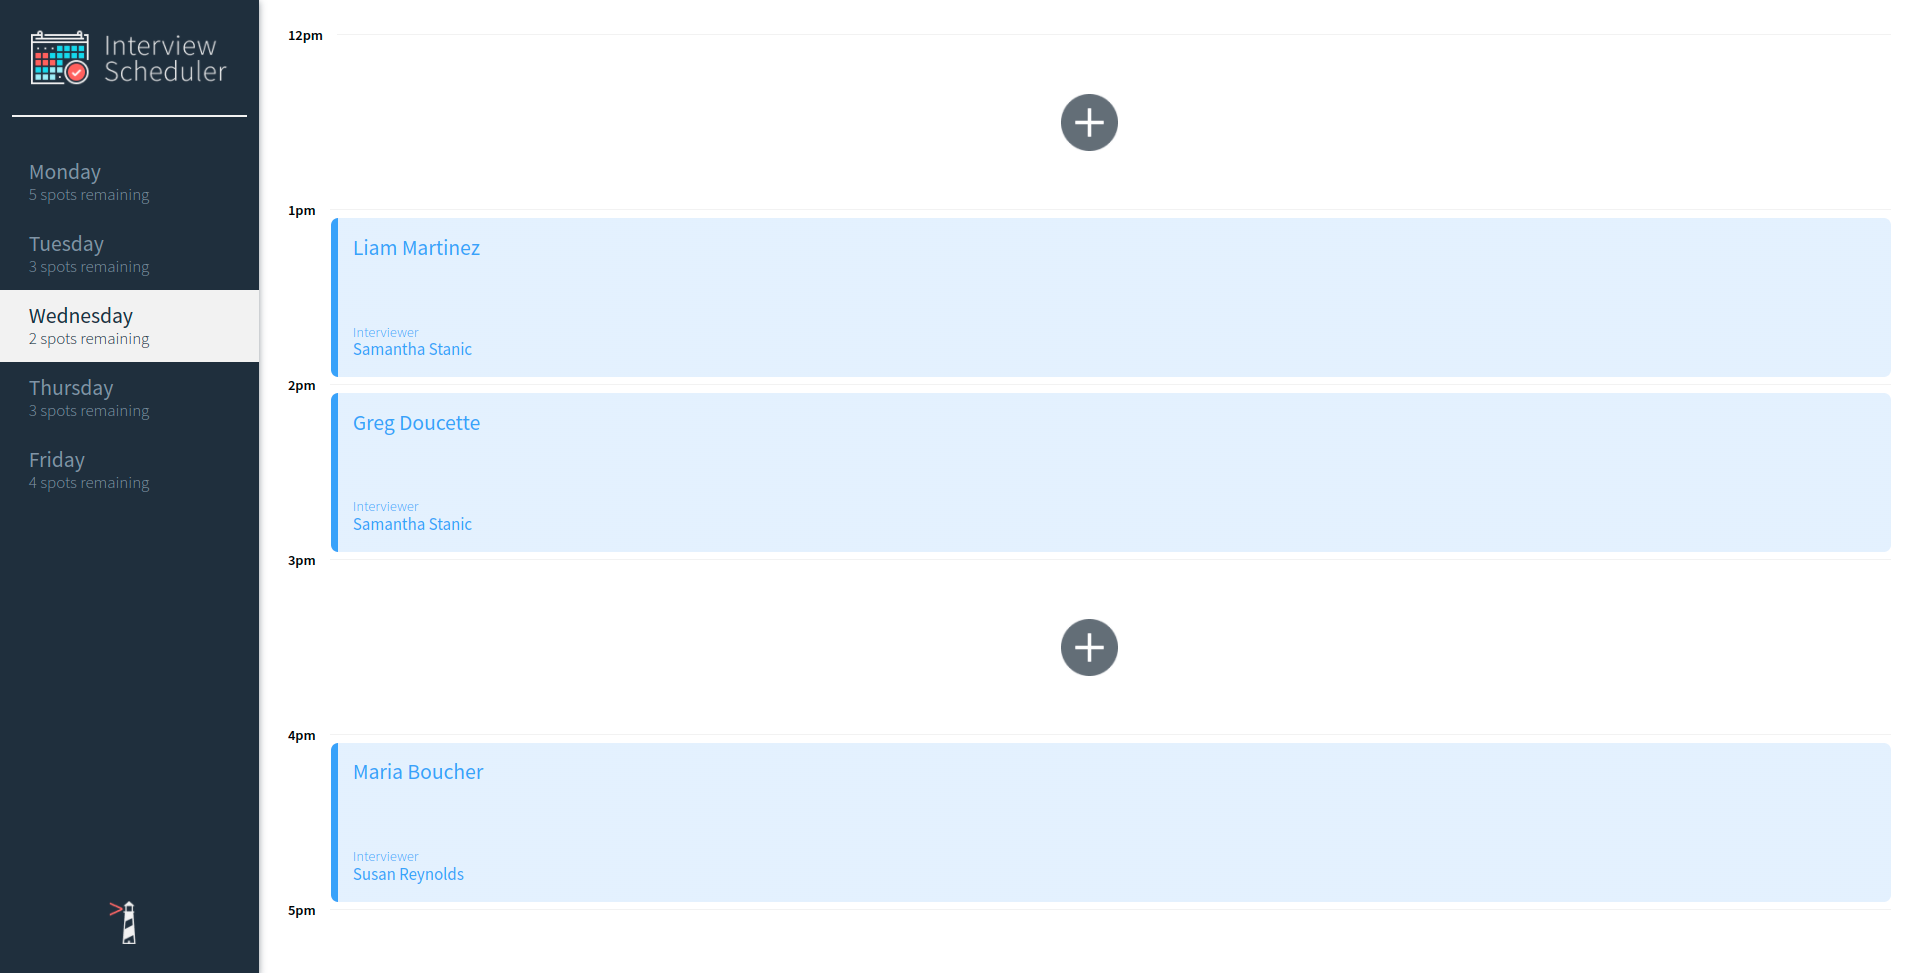 Interview
Scheduler
Monday
5 spots remaining
Tuesday
3 spots remaining
Wednesday
2 spots remaining
Thursday
3 spots remaining
Friday
4 spots remaining
12pm
1pm
Liam Martinez
Interviewer
Samantha Stanic
2pm
Greg Doucette
Interviewer
Samantha Stanic
3pm
4pm
Maria Boucher
Interviewer
Susan Reynolds
5pm